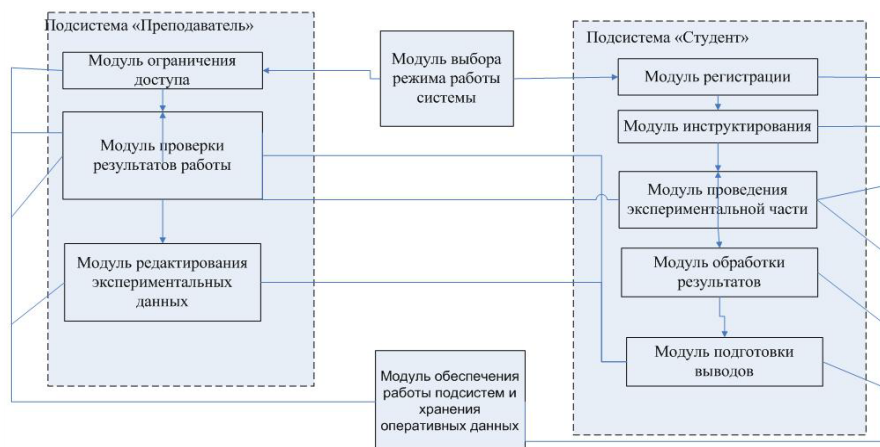 Подсистема «Преподаватель»
Модуль ограничения
доступа
Модуль проверки
результатов работы
Модуль редактирования
экспериментальных
данных
Модуль выбора
режима работы
системы
Модуль обеспечения
работы подсистем и
хранения
оперативных данных
Подсистема «Студент»
Модуль регистрации
Модуль инструктирования
Модуль проведения
экспериментальной части
Модуль обработки
результатов
Модуль подготовки
выводов